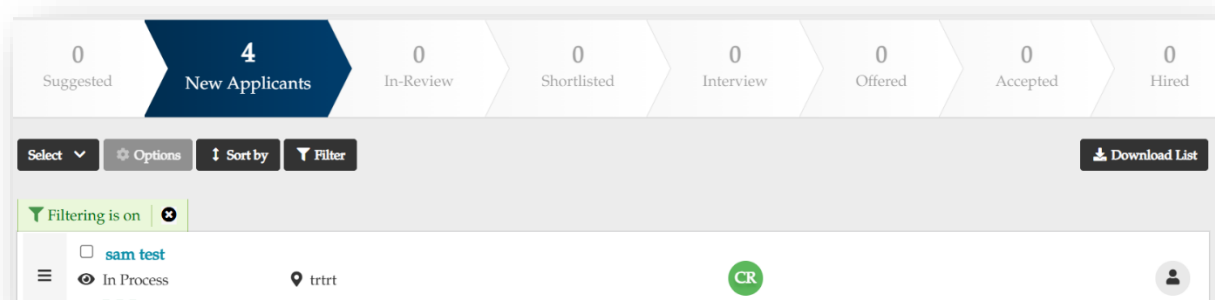 0
Suggested
4
New Applicants
0
In-Review
0
Shortlisted
0
Interview
0
Offered
0
Accepted
0
Hired
Select
Options
Sort by
Filter
Download List
Filtering is on
sam test
In Process
trtrt
CR